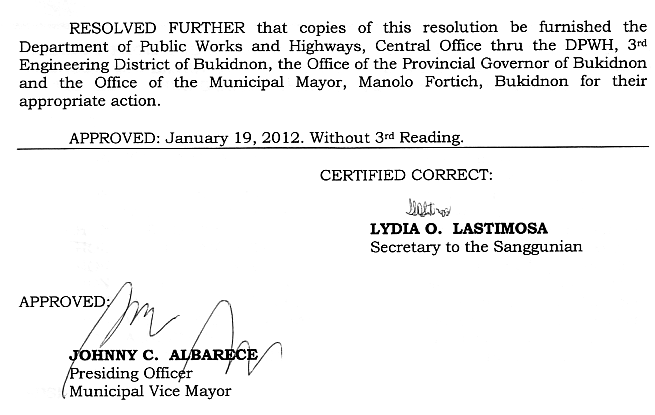 RESOLVED FURTHER that copies of this resolution be furnished the
Department of Public Works and Highways, Central Office thru the DPWH, 3rd
Engineering District of Bukidnon, the Office of the Provincial Governor of Bukidnon
and the Office of the Municipal Mayor, Manolo Fortich, Bukidnon for their
appropriate action.
APPROVED: January 19, 2012. Without 3rd Reading.
CERTIFIED CORRECT:
LYDIA O. LASTIMOSA
Secretary to the Sanggunian
APPROVED:
JOHNNY C. ALBARECE
Presiding Officer
Municipal Vice Mayor